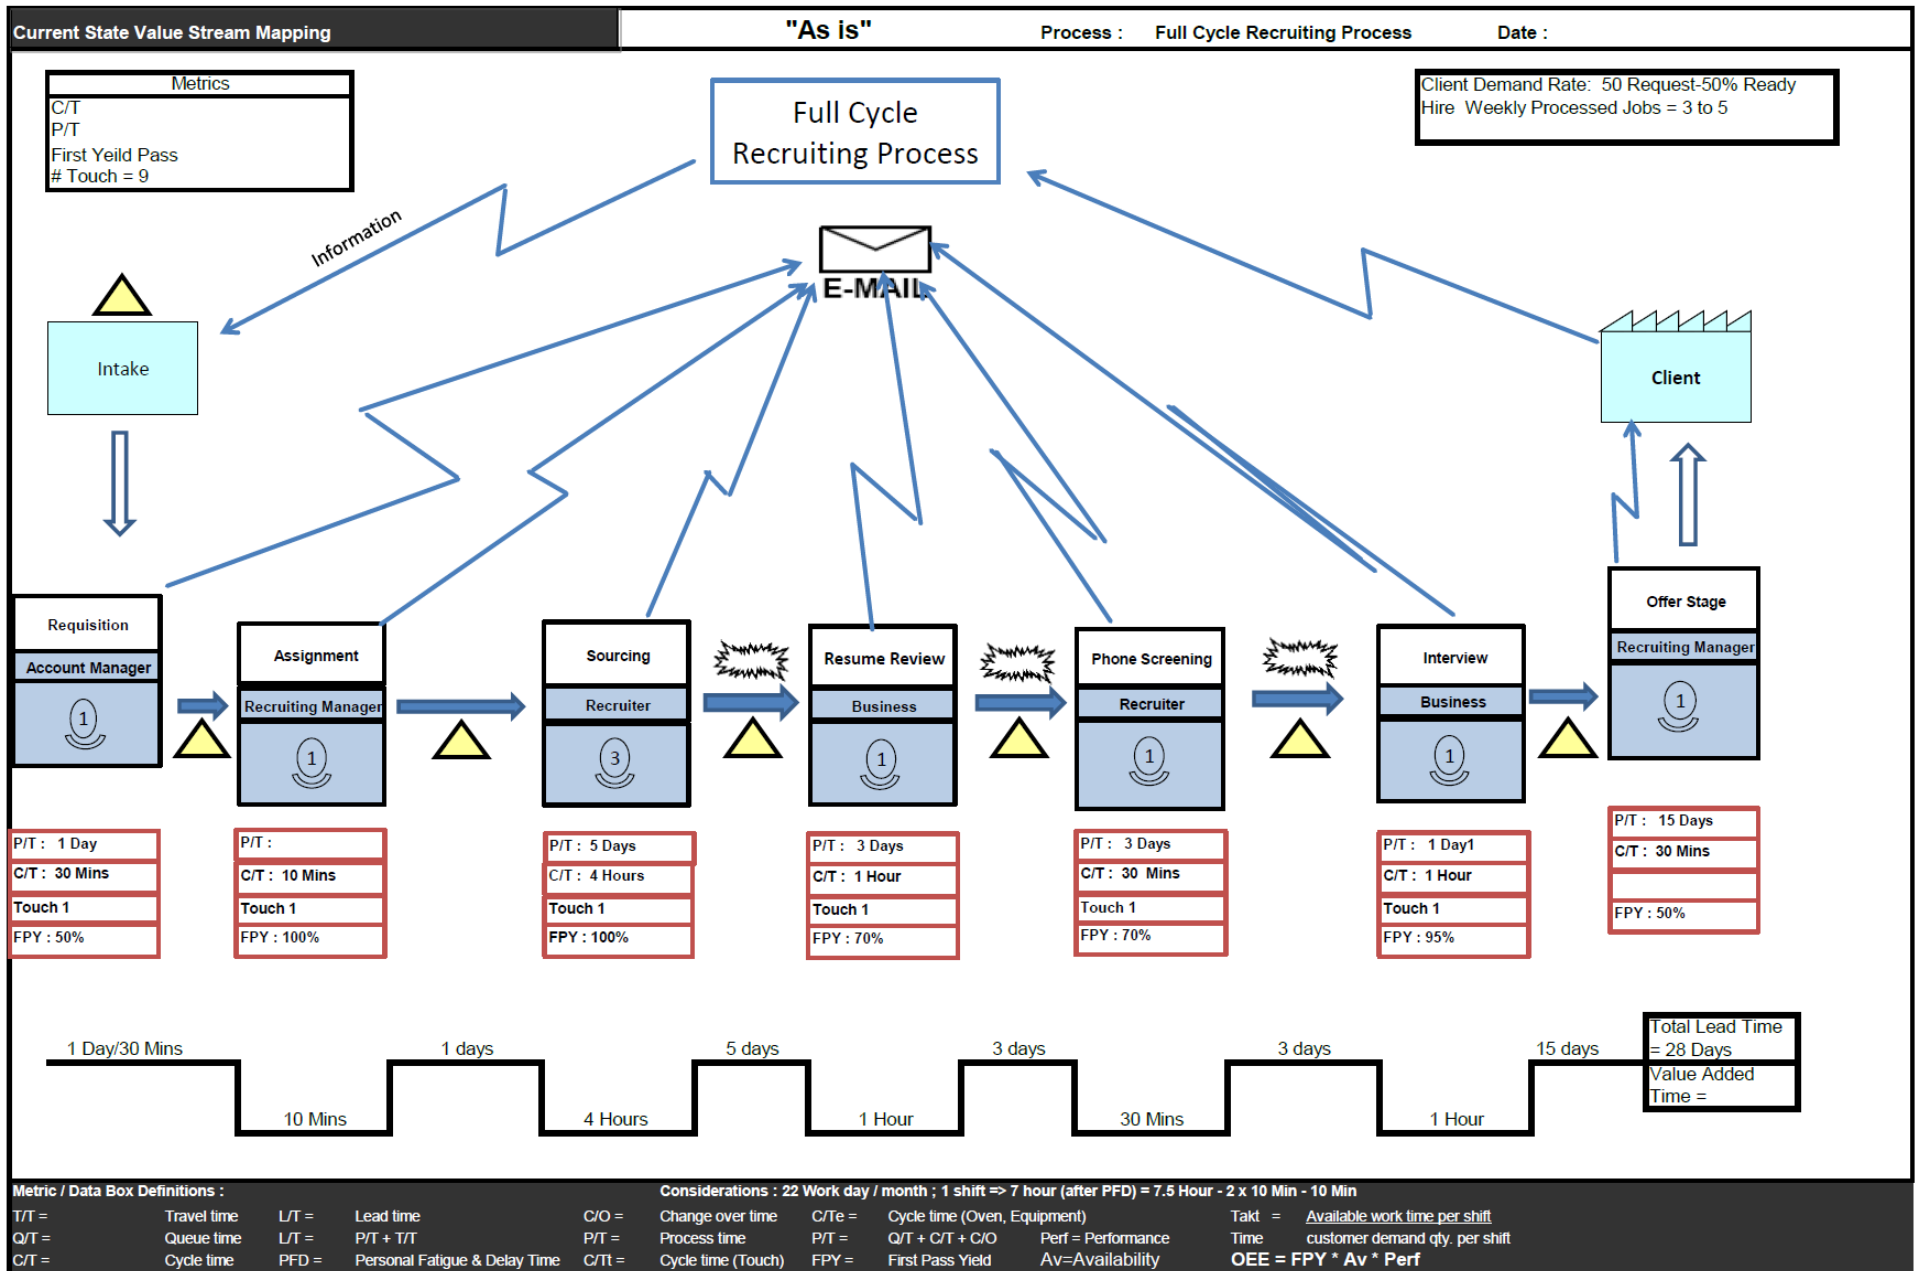 Current State Value Stream Mapping
"As is"
Process : Full Cycle Recruiting Process
Date :
Metrics
C/T
P/T
First Yeild Pass
# Touch = 9
Full Cycle
Recruiting Process
Client Demand Rate: 50 Request-50% Ready
Hire Weekly Processed Jobs = 3 to 5
Information
E-MAIL
Intake
Client
Requisition
Account Manager
1
Assignment
Recruiting Manager
1
Sourcing
Recruiter
3
Resume Review
Business
1
Phone Screening
Recruiter
1
Interview
Business
1
Offer Stage
Recruiting Manager
1
P/T : 1 Day
C/T : 30 Mins
Touch 1
FPY : 50%
P/T :
C/T : 10 Mins
Touch 1
FPY : 100%
P/T : 5 Days
C/T : 4 Hours
Touch 1
FPY : 100%
P/T : 3 Days
C/T : 1 Hour
Touch 1
FPY : 70%
P/T : 3 Days
C/T : 30 Mins
Touch 1
FPY : 70%
P/T : 1 Day1
C/T : 1 Hour
Touch 1
FPY : 95%
P/T : 15 Days
C/T : 30 Mins
FPY : 50%
1 Day/30 Mins
10 Mins
1 days
4 Hours
5 days
1 Hour
3 days
30 Mins
3 days
1 Hour
15 days
Total Lead Time
= 28 Days
Value Added
Time =
Metric / Data Box Definitions :
Considerations : 22 Work day / month ; 1 shift => 7 hour (after PFD) = 7.5 Hour - 2 x 10 Min - 10 Min
T/T = Travel time L/T = Lead time C/O = Change over time C/Te = Cycle time (Oven, Equipment) Takt = Available work time per shift
Q/T = Queue time L/T = P/T + T/T P/T = Process time P/T = Q/T + C/T + C/O Perf = Performance Time customer demand qty. per shift
C/T = Cycle time PFD = Personal Fatigue & Delay Time C/Tt = Cycle time (Touch) FPY = First Pass Yield Av=Availability OEE = FPY * Av * Perf